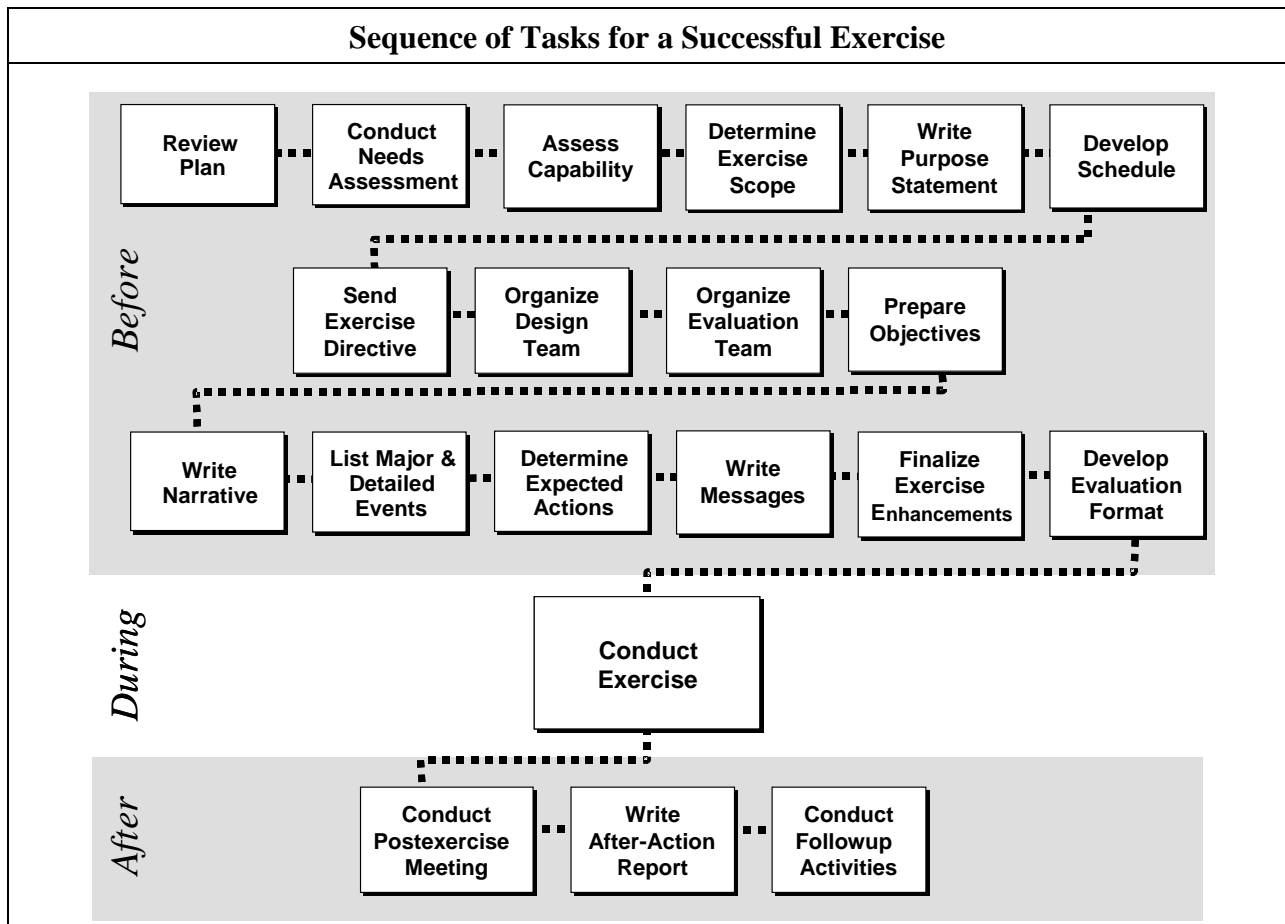 Sequence of Tasks for a Successful Exercise
Before
Review
Plan
Conduct
Needs
Assessment
Assess
Capability
Determine
Exercise
Scope
Write
Purpose
Statement
Develop
Schedule
Send
Exercise
Directive
Organize
Design
Team
Organize
Evaluation
Team
Prepare
Objectives
Write
Narrative
List Major &
Detailed
Events
Determine
Expected
Actions
Write
Messages
Finalize
Exercise
Enhancements
Develop
Evaluation
Format
During
Conduct
Exercise
After
Conduct
Postexercise
Meeting
Write
After-Action
Report
Conduct
Followup
Activities